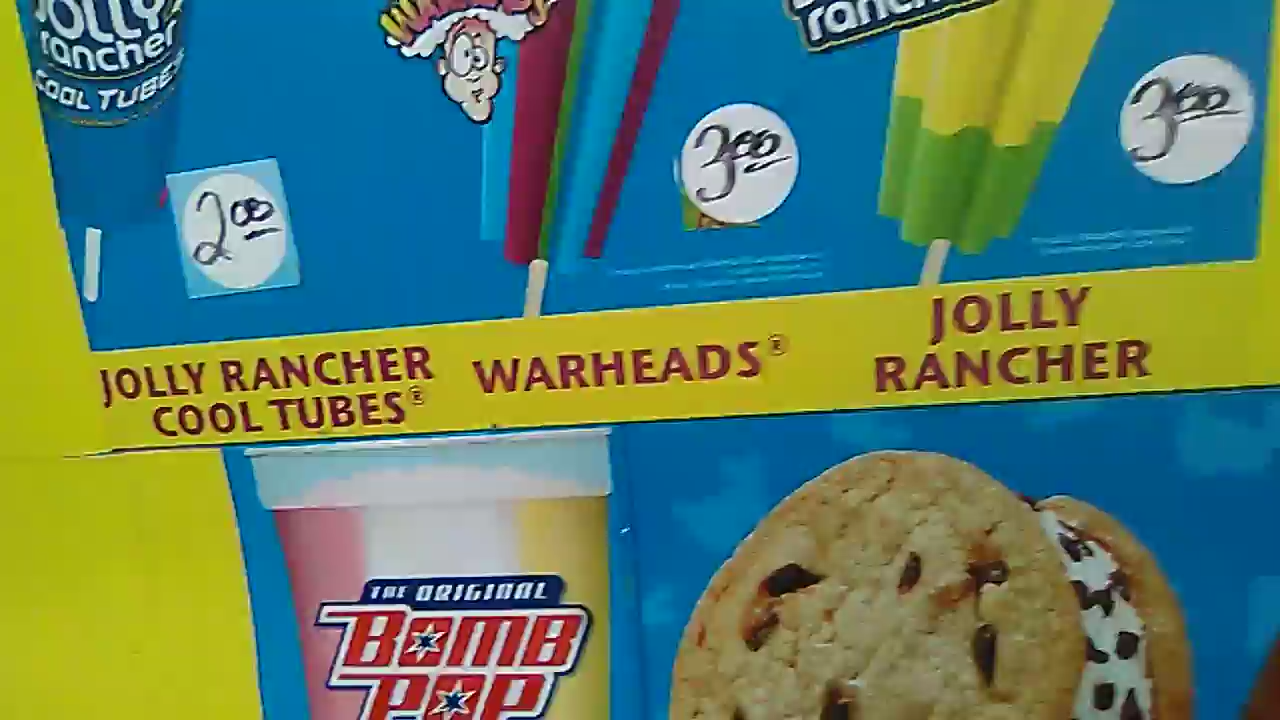 JOLLY
rancher
COOL TUBES
rancher
2.00
3.00
3.00
JOLLY RANCHER
COOL TUBES®
WARHEADS®
JOLLY
RANCHER
THE ORIGINAL
BOMB
POP